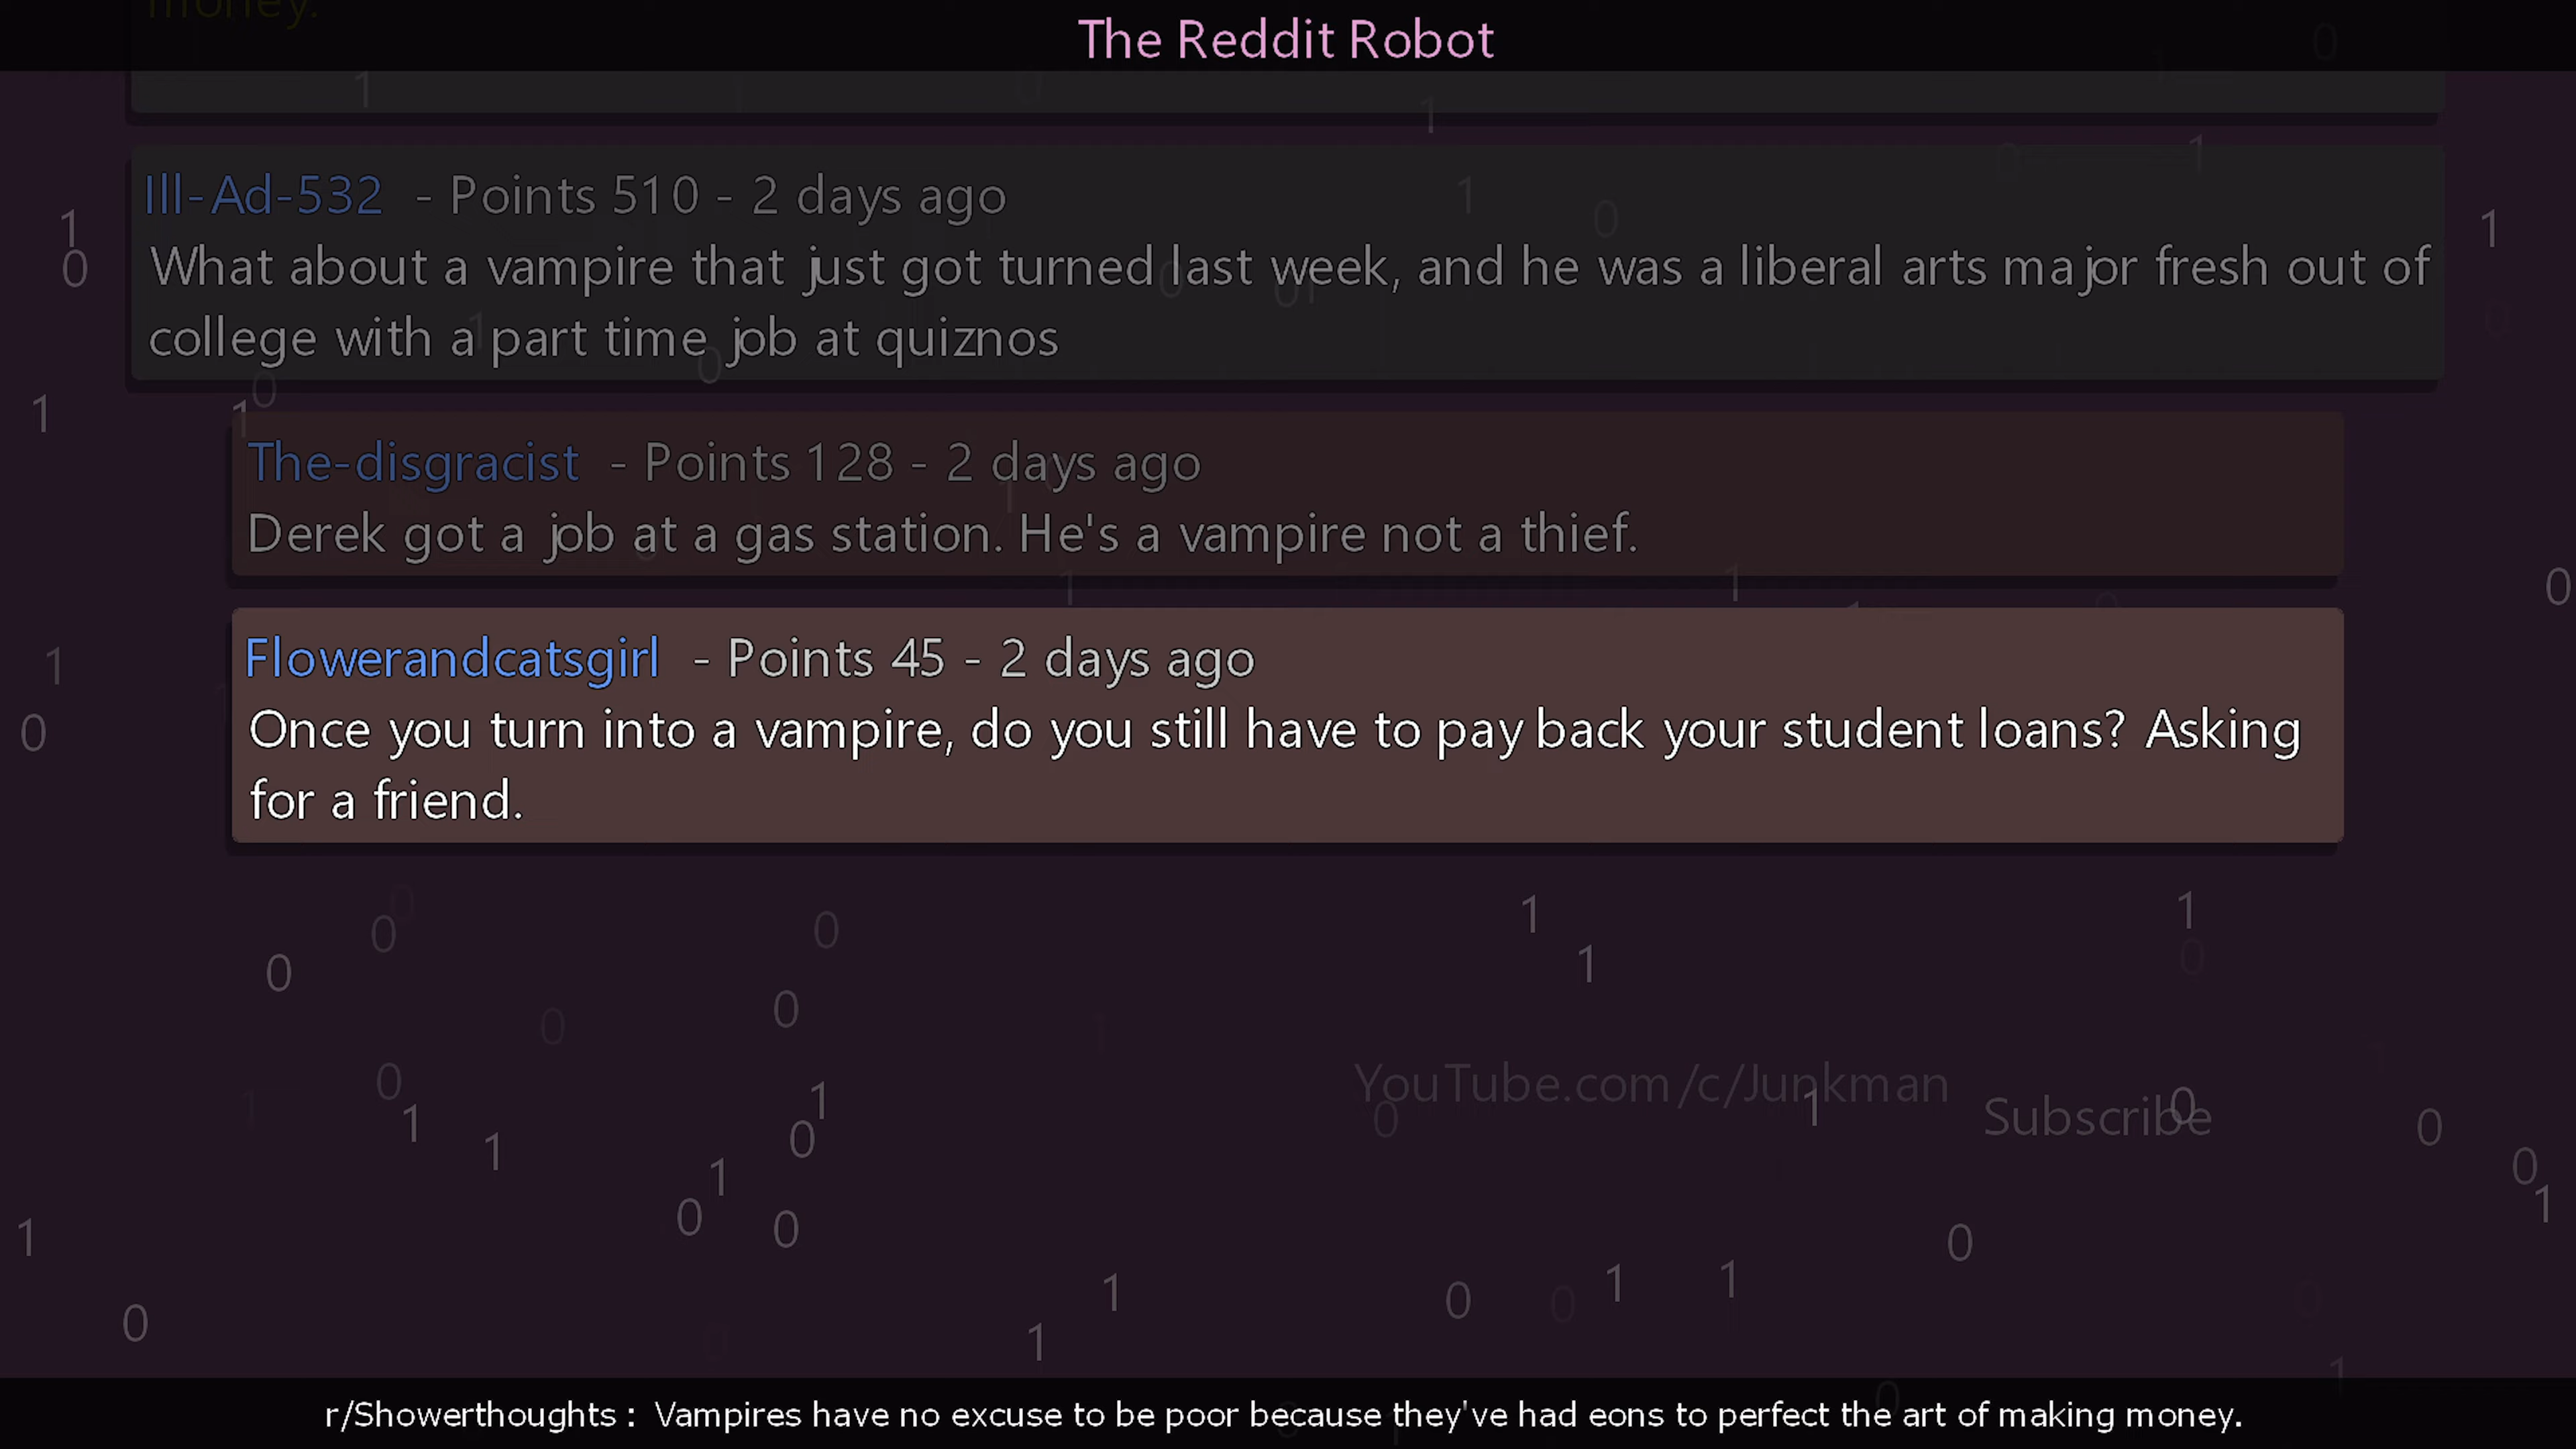 money.
The Reddit Robot
Ill-Ad-532 - Points 510 - 2 days ago
What about a vampire that just got turned last week, and he was a liberal arts major fresh out of
college with a part time job at quiznos
The-disgracist - Points 128 - 2 days ago
Derek got a job at a gas station. He's a vampire not a thief.
Flowerandcatsgirl - Points 45 - 2 days ago
Once you turn into a vampire, do you still have to pay back your student loans? Asking
for a friend.
YouTube.com/c/Junkman
Subscribe
r/Showerthoughts : Vampires have no excuse to be poor because they've had eons to perfect the art of making money.